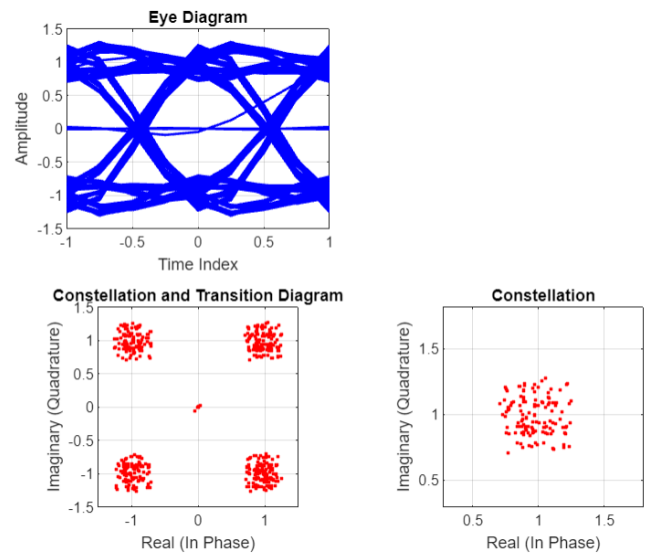 Eye Diagram
1.5
1
0.5
0
-0.5
-1
-1.5
Amplitude
-1 -0.5 0 0.5 1
Time Index
Constellation and Transition Diagram
1.5
1
0.5
0
-0.5
-1
-1.5
Imaginary (Quadrature)
-1 0 1
Real (In Phase)
Constellation
1.5
1
0.5
Imaginary (Quadrature)
0.5 1 1.5
Real (In Phase)